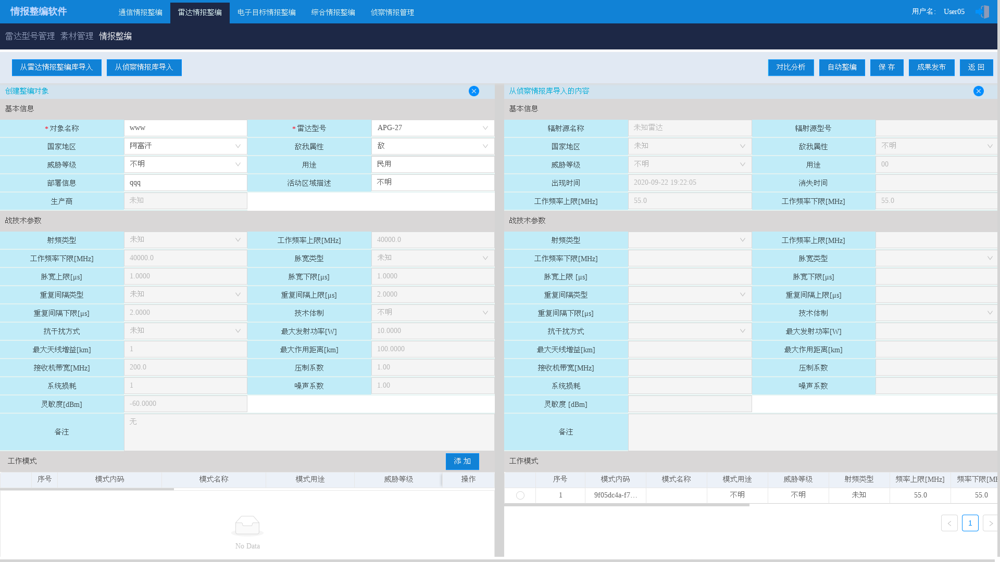 情报整编软件 通信情报整编 雷达情报整编 电子目标情报整编 综合情报整编 侦察情报管理 用户名: User05
雷达型号管理 素材管理 情报整编
从雷达情报整编库导入 从侦察情报库导入 对比分析 自动整编 保 存 成果发布 返 回
创建整编对象
基本信息
* 对象名称 www * 雷达型号 APG-27
国家地区 阿富汗 敌我属性 敌
威胁等级 不明 用途 民用
部署信息 qqq 活动区域描述 不明
生产商 未知
战技术参数
射频类型 未知 工作频率上限[MHz] 40000.0
工作频率下限[MHz] 40000.0 脉宽类型 未知
脉宽上限[μs] 1.0000 脉宽下限[μs] 1.0000
重复间隔类型 未知 重复间隔上限[μs] 2.0000
重复间隔下限[μs] 2.0000 技术体制 不明
抗干扰方式 未知 最大发射功率[W] 10.0000
最大天线增益[km] 1 最大作用距离[km] 100.0000
接收机带宽[MHz] 200.0 压制系数 1.00
系统损耗 1 噪声系数 1.00
灵敏度[dBm] -60.0000
备注 无
工作模式 添 加
序号 模式内码 模式名称 模式用途 威胁等级 操作
No Data
从侦察情报库导入的内容
基本信息
辐射源名称 未知雷达 辐射源型号
国家地区 未知 敌我属性 不明
威胁等级 不明 用途 00
出现时间 2020-09-22 19:22:05 消失时间
工作频率上限[MHz] 55.0 工作频率下限[MHz] 55.0
战技术参数
射频类型 工作频率上限[MHz]
工作频率下限[MHz] 脉宽类型
脉宽上限 [μs] 脉宽下限[μs]
重复间隔类型 重复间隔上限[μs]
重复间隔下限[μs] 技术体制
抗干扰方式 最大发射功率[W]
最大天线增益[km] 最大作用距离[km]
接收机带宽[MHz] 压制系数
系统损耗 噪声系数
灵敏度 [dBm]
备注
工作模式
序号 模式内码 模式名称 模式用途 威胁等级 射频类型 频率上限[MHz] 频率下限[MH
1 9f05dc4a-f7… 不明 不明 未知 55.0 55.0
1